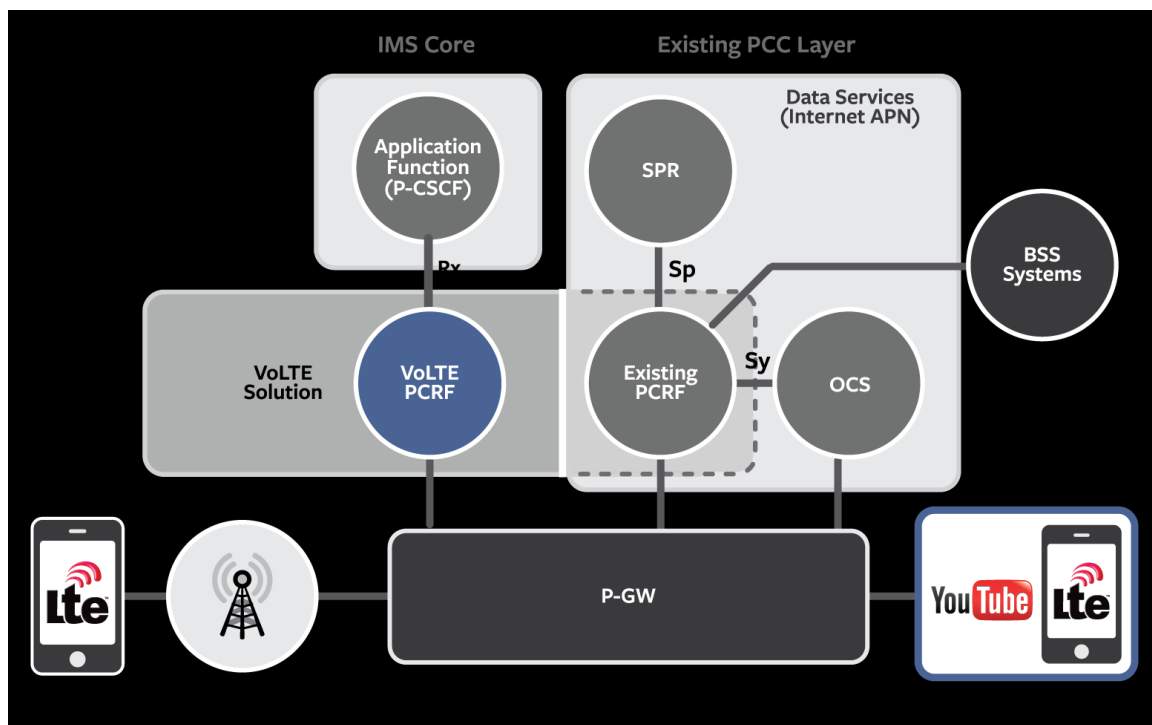 IMS Core
Existing PCC Layer
Data Services
(Internet APN)
Application
Function
(P-CSCF)
SPR
BSS
Systems
Rx
Sp
VoLTE
Solution
VoLTE
PCRF
Existing
PCRF
Sy
OCS
P-GW
Lte
YouTube
Lte